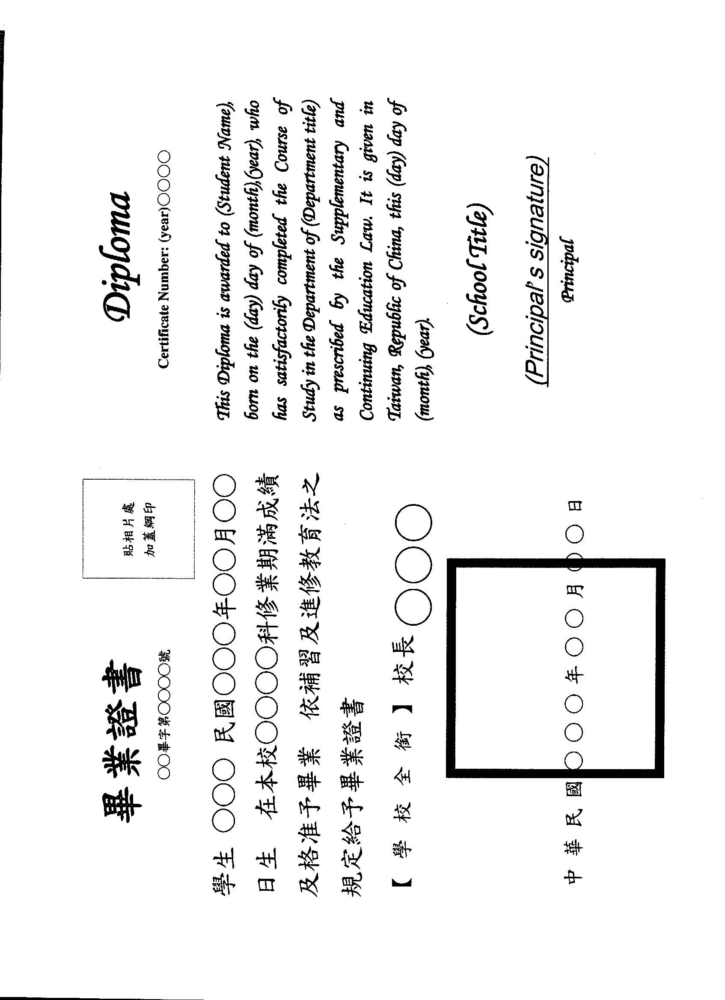 畢業證書
○○畢字第○○○○號
貼相片處
加蓋鋼印
學生 ○○○ 民國○○○年○○月○○
日生 在本校○○○○科修業期滿成績
及格准予畢業 依補習及進修教育法之
規定給予畢業證書
【 學 校 全 銜 】 校長○○○
中 華 民 國 ○ ○ ○ 年 ○ ○ 月 ○ ○ 日
Diploma
Certificate Number: (year)○○○○
This Diploma is awarded to (Student Name),
born on the (day) day of (month),(year), who
has satisfactorily completed the Course of
Study in the Department of (Department title)
as prescribed by the Supplementary and
Continuing Education Law. It is given in
Taiwan, Republic of China, this (day) day of
(month), (year).
(School Title)
(Principal's signature)
Principal